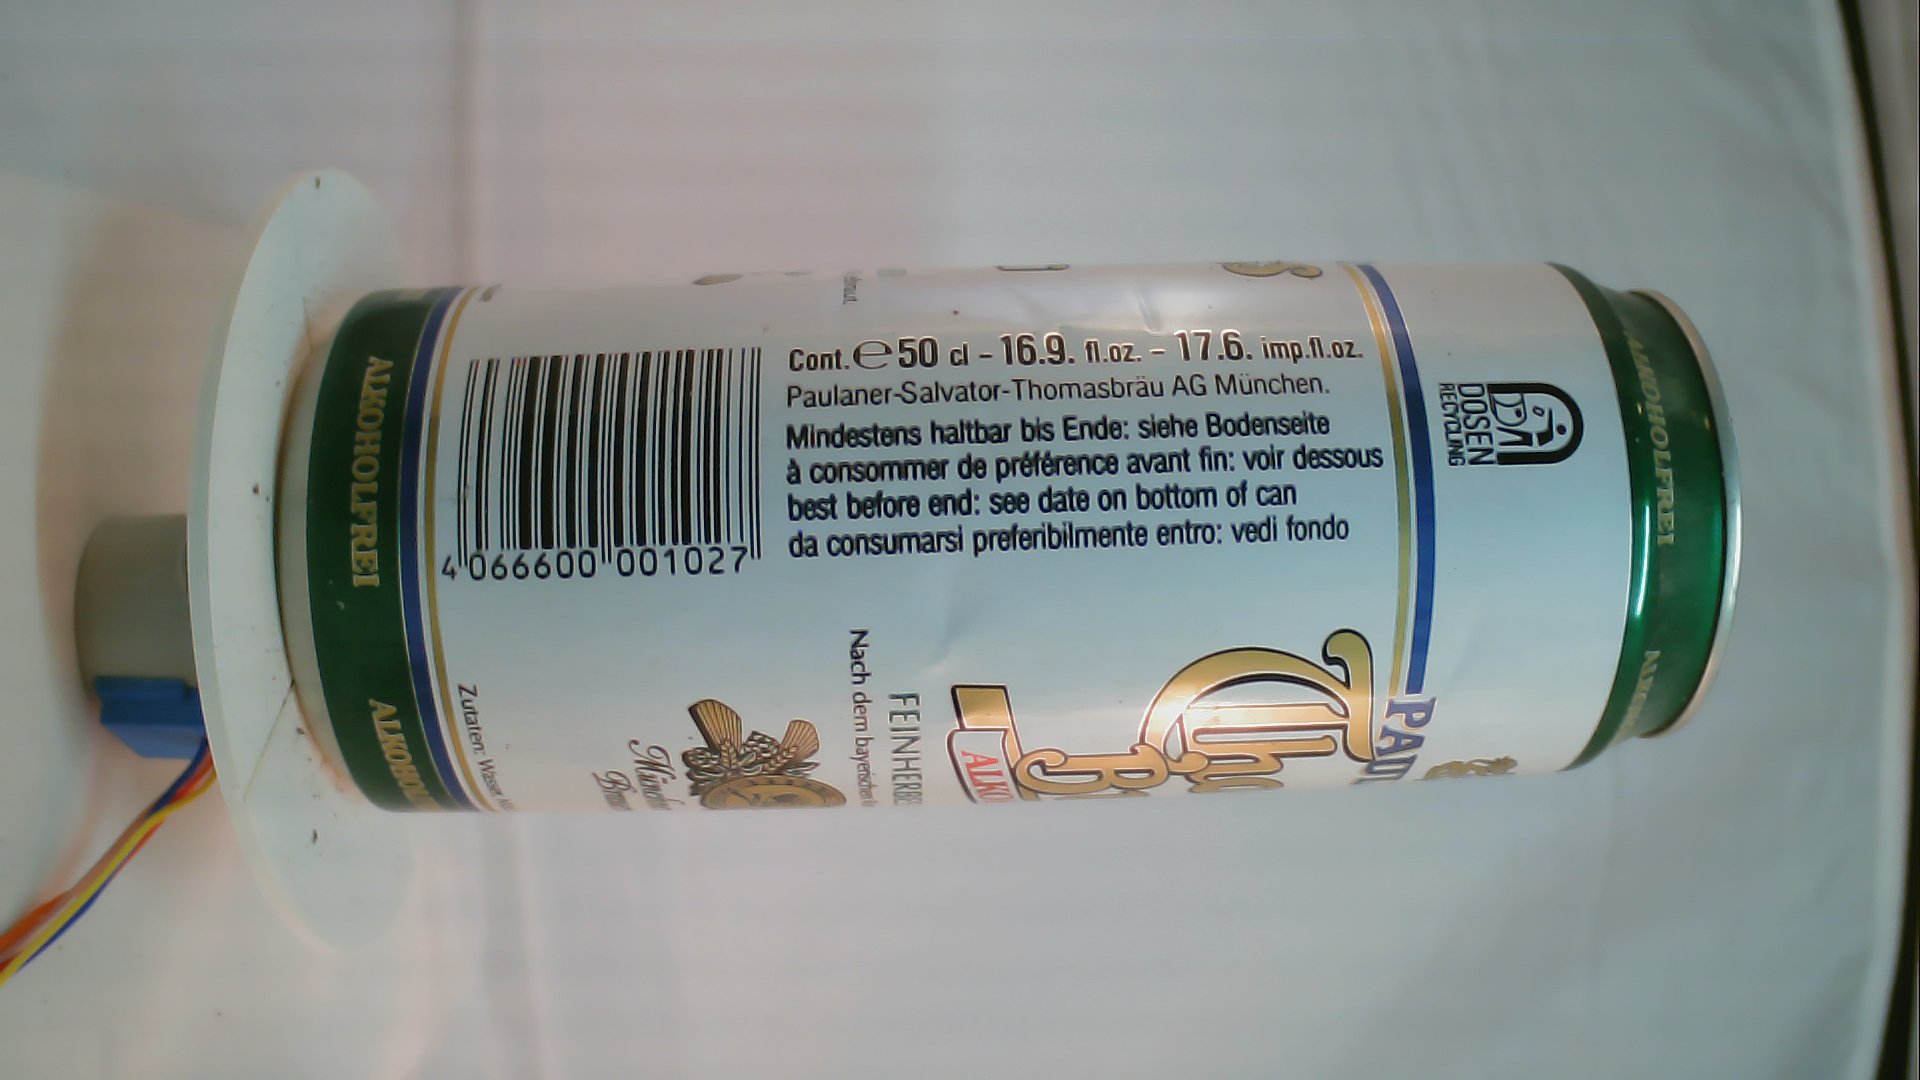 Cont. ℮ 50 cl - 16.9. fl.oz. - 17.6. imp.fl.oz.
Paulaner-Salvator-Thomasbräu AG München.
Mindestens haltbar bis Ende: siehe Bodenseite
à consommer de préférence avant fin: voir dessous
best before end: see date on bottom of can
da consumarsi preferibilmente entro: vedi fondo
4 066600 001027
DOSEN
RECYCLING
ALKOHOLFREI
ALKOHOLFREI
FEINHERB
Nach dem bayerischen
Zutaten: Wasser